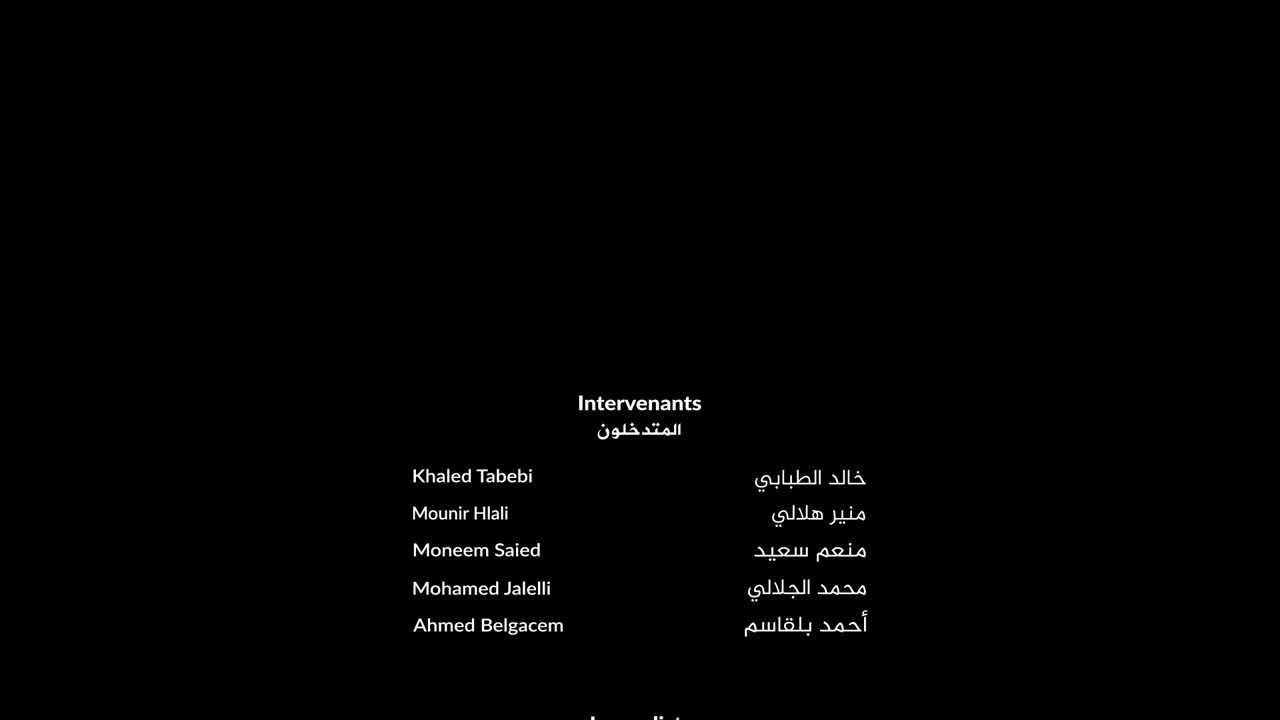 Intervenants
المتدخلون
Khaled Tabebi خالد الطبابي
Mounir Hlali منير هلالي
Moneem Saied منعم سعيد
Mohamed Jalelli محمد الجلالي
Ahmed Belgacem أحمد بلقاسم